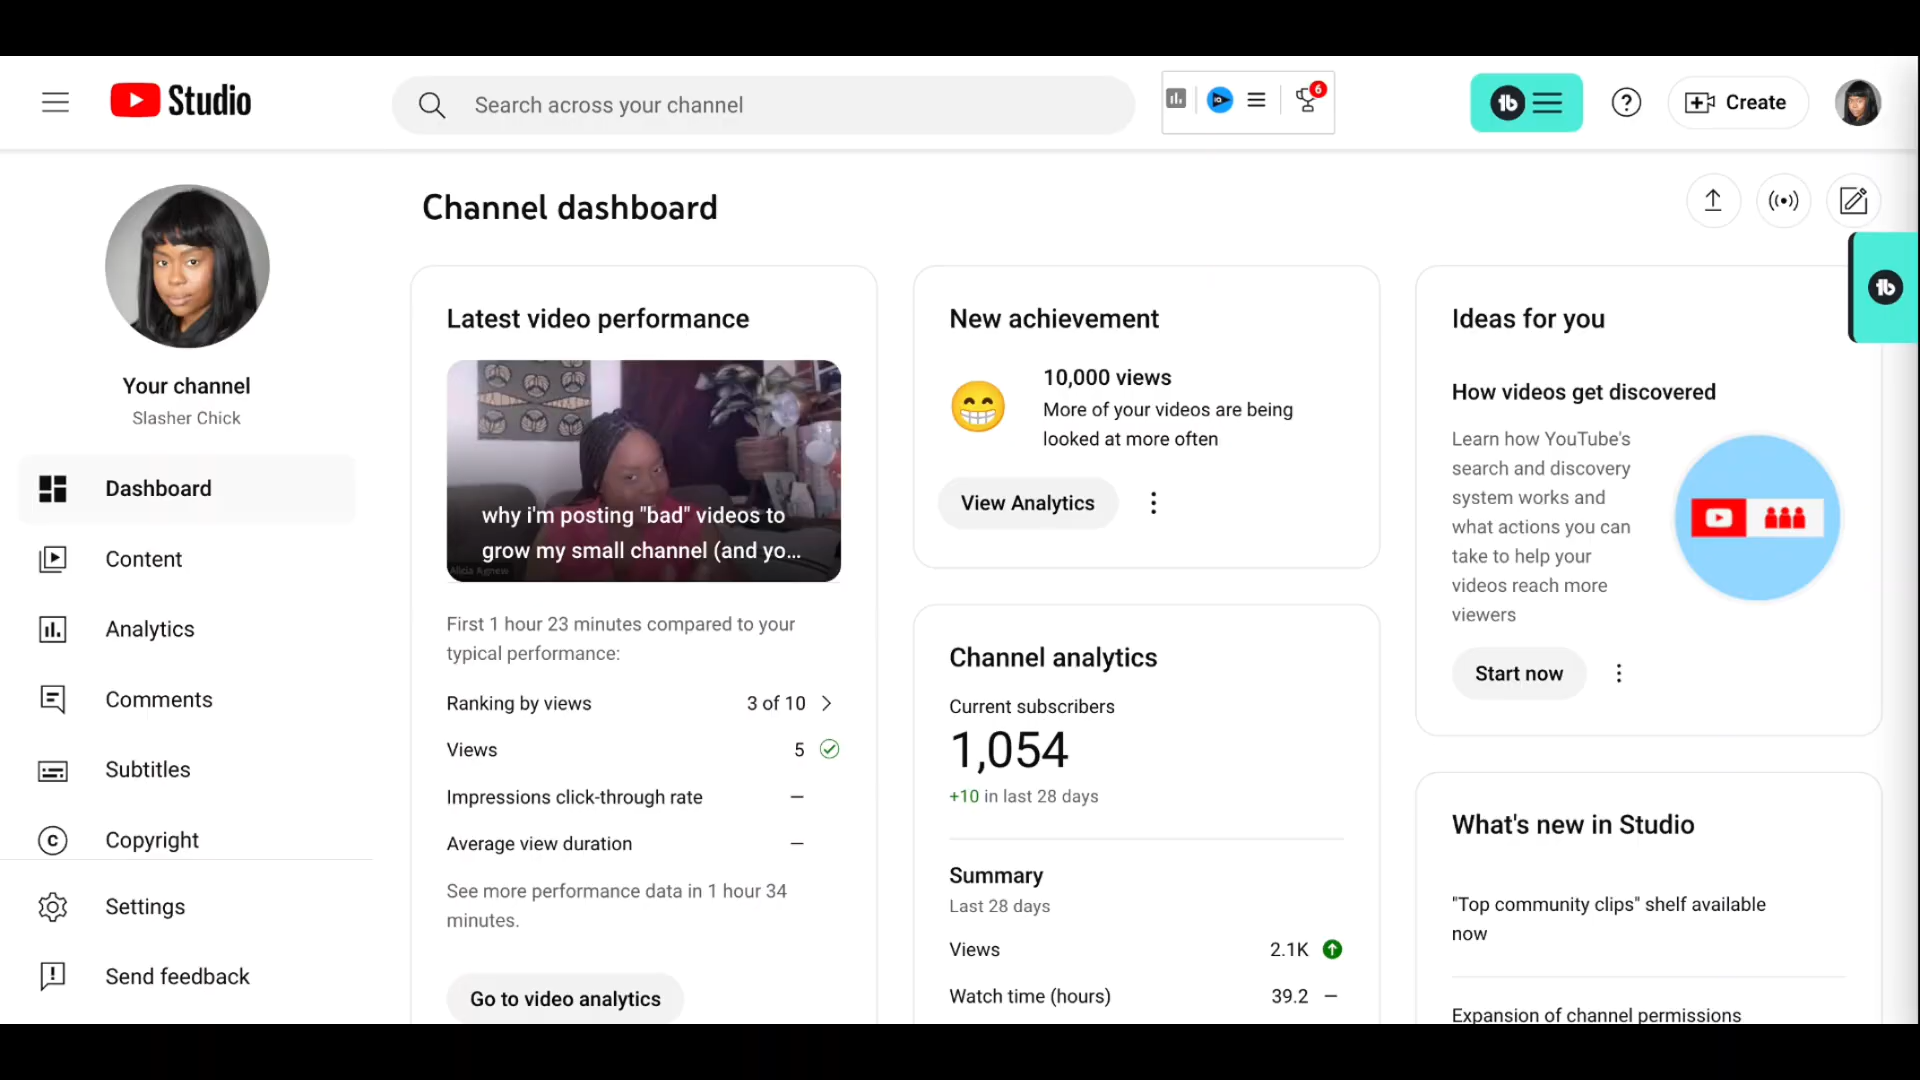 Studio
Search across your channel
6
Create
Your channel
Slasher Chick
Dashboard
Content
Analytics
Comments
Subtitles
Copyright
Settings
Send feedback
Channel dashboard
Latest video performance
why i'm posting "bad" videos to
grow my small channel (and yo...
Alicia Agnew
First 1 hour 23 minutes compared to your
typical performance:
Ranking by views 3 of 10
Views 5
Impressions click-through rate —
Average view duration —
See more performance data in 1 hour 34
minutes.
Go to video analytics
New achievement
10,000 views
More of your videos are being
looked at more often
View Analytics
Channel analytics
Current subscribers
1,054
+10 in last 28 days
Summary
Last 28 days
Views 2.1K
Watch time (hours) 39.2 —
Ideas for you
How videos get discovered
Learn how YouTube's
search and discovery
system works and
what actions you can
take to help your
videos reach more
viewers
Start now
What's new in Studio
"Top community clips" shelf available
now
Expansion of channel permissions